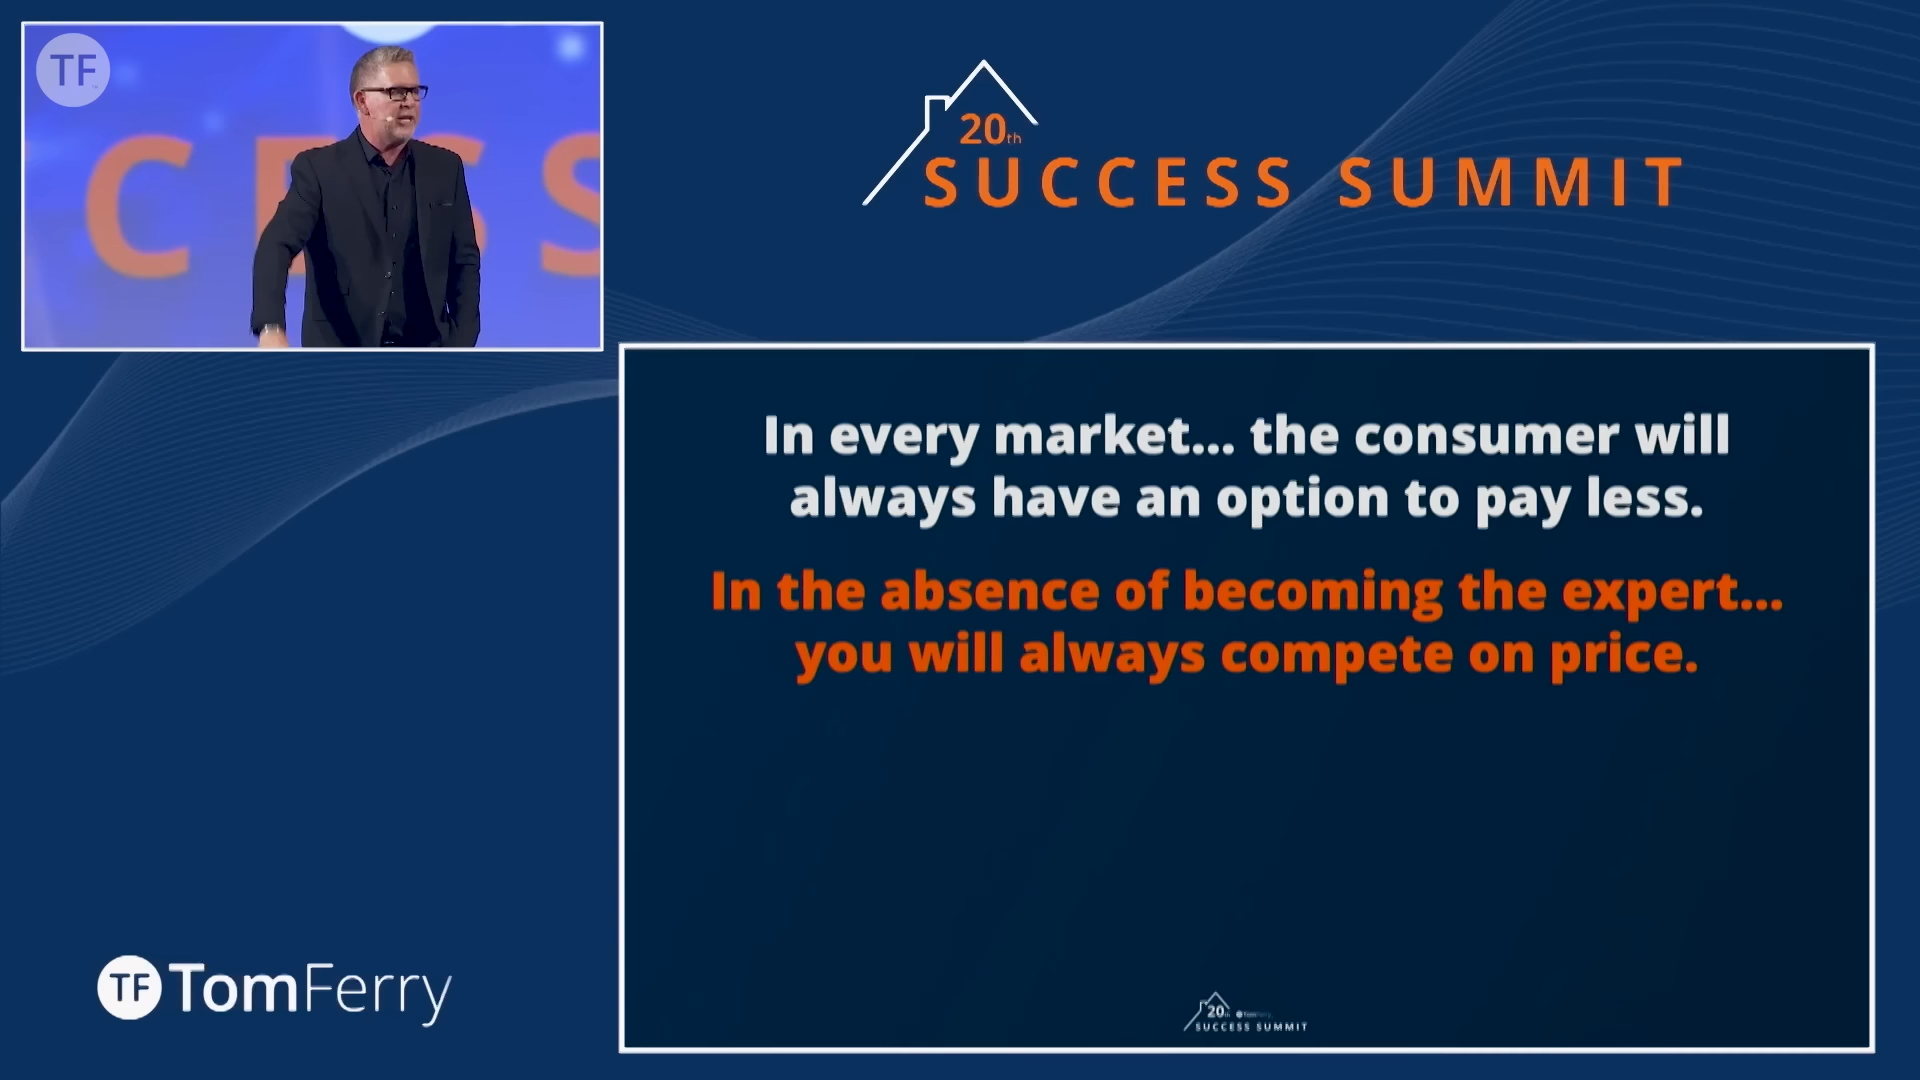 TF
CESS
20th
SUCCESS SUMMIT
In every market... the consumer will
always have an option to pay less.
In the absence of becoming the expert...
you will always compete on price.
TF TomFerry
20th
SUCCESS SUMMIT